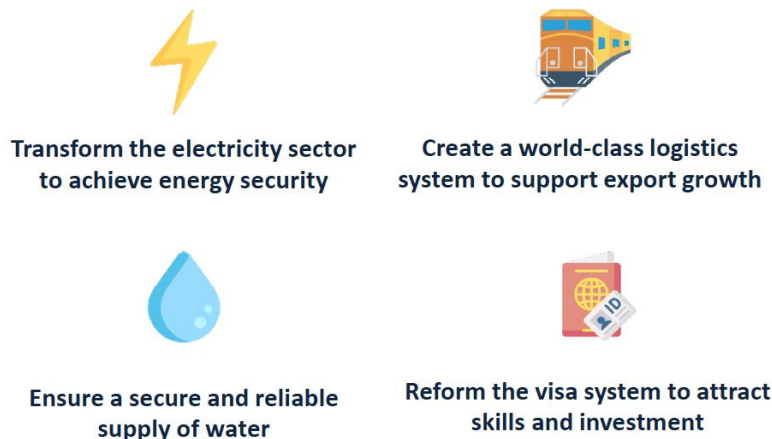 Transform the electricity sector
to achieve energy security
Create a world-class logistics
system to support export growth
Ensure a secure and reliable
supply of water
ID
Reform the visa system to attract
skills and investment